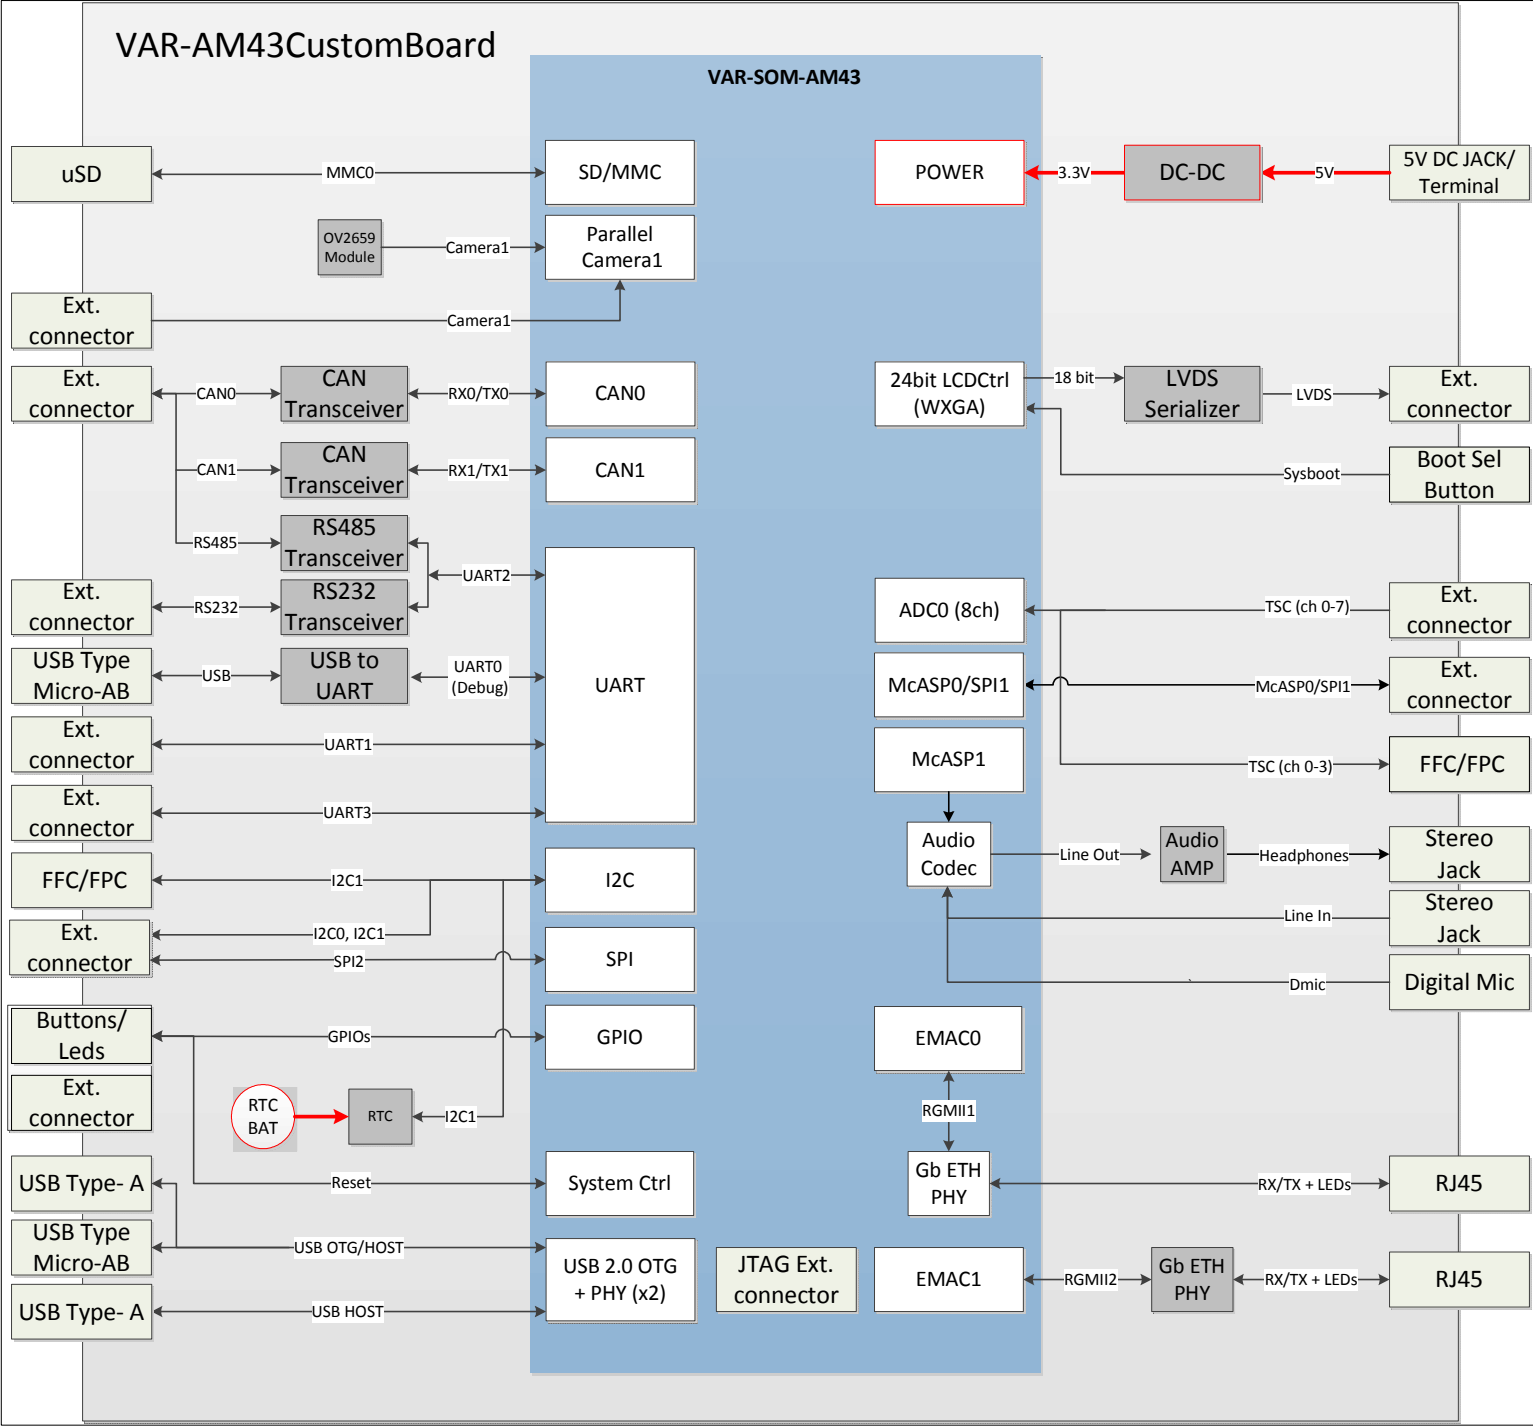 VAR-AM43CustomBoard
VAR-SOM-AM43
uSD
MMC0
SD/MMC
POWER
3.3V
DC-DC
5V
5V DC JACK/
Terminal
OV2659
Module
Camera1
Parallel
Camera1
Ext.
connector
Camera1
Ext.
connector
CAN0
CAN
Transceiver
RX0/TX0
CAN0
24bit LCDCtrl
(WXGA)
18 bit
LVDS
Serializer
LVDS
Ext.
connector
CAN1
CAN
Transceiver
RX1/TX1
CAN1
Sysboot
Boot Sel
Button
RS485
RS485
Transceiver
UART2
Ext.
connector
RS232
RS232
Transceiver
ADC0 (8ch)
TSC (ch 0-7)
Ext.
connector
USB Type
Micro-AB
USB
USB to
UART
UART0
(Debug)
UART
McASP0/SPI1
McASP0/SPI1
Ext.
connector
Ext.
connector
UART1
McASP1
TSC (ch 0-3)
FFC/FPC
Ext.
connector
UART3
Audio
Codec
Line Out
Audio
AMP
Headphones
Stereo
Jack
FFC/FPC
I2C1
I2C
Line In
Stereo
Jack
Ext.
connector
I2C0, I2C1
SPI2
SPI
Dmic
Digital Mic
Buttons/
Leds
GPIOs
GPIO
EMAC0
Ext.
connector
RTC
BAT
RTC
I2C1
RGMII1
USB Type- A
Reset
System Ctrl
Gb ETH
PHY
RX/TX + LEDs
RJ45
USB Type
Micro-AB
USB OTG/HOST
USB 2.0 OTG
+ PHY (x2)
JTAG Ext.
connector
EMAC1
RGMII2
Gb ETH
PHY
RX/TX + LEDs
RJ45
USB Type- A
USB HOST